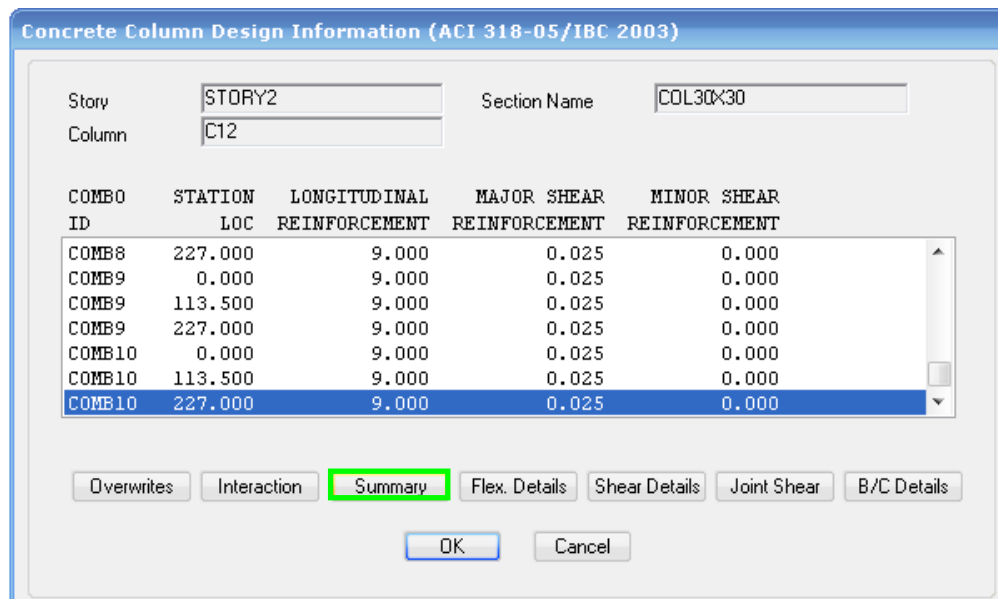 Concrete Column Design Information (ACI 318-05/IBC 2003)
Story STORY2 Section Name COL30X30
Column C12
COMBO STATION LONGITUDINAL MAJOR SHEAR MINOR SHEAR
ID LOC REINFORCEMENT REINFORCEMENT REINFORCEMENT
COMB8 227.000 9.000 0.025 0.000
COMB9 0.000 9.000 0.025 0.000
COMB9 113.500 9.000 0.025 0.000
COMB9 227.000 9.000 0.025 0.000
COMB10 0.000 9.000 0.025 0.000
COMB10 113.500 9.000 0.025 0.000
COMB10 227.000 9.000 0.025 0.000
Overwrites Interaction Summary Flex. Details Shear Details Joint Shear B/C Details
OK Cancel